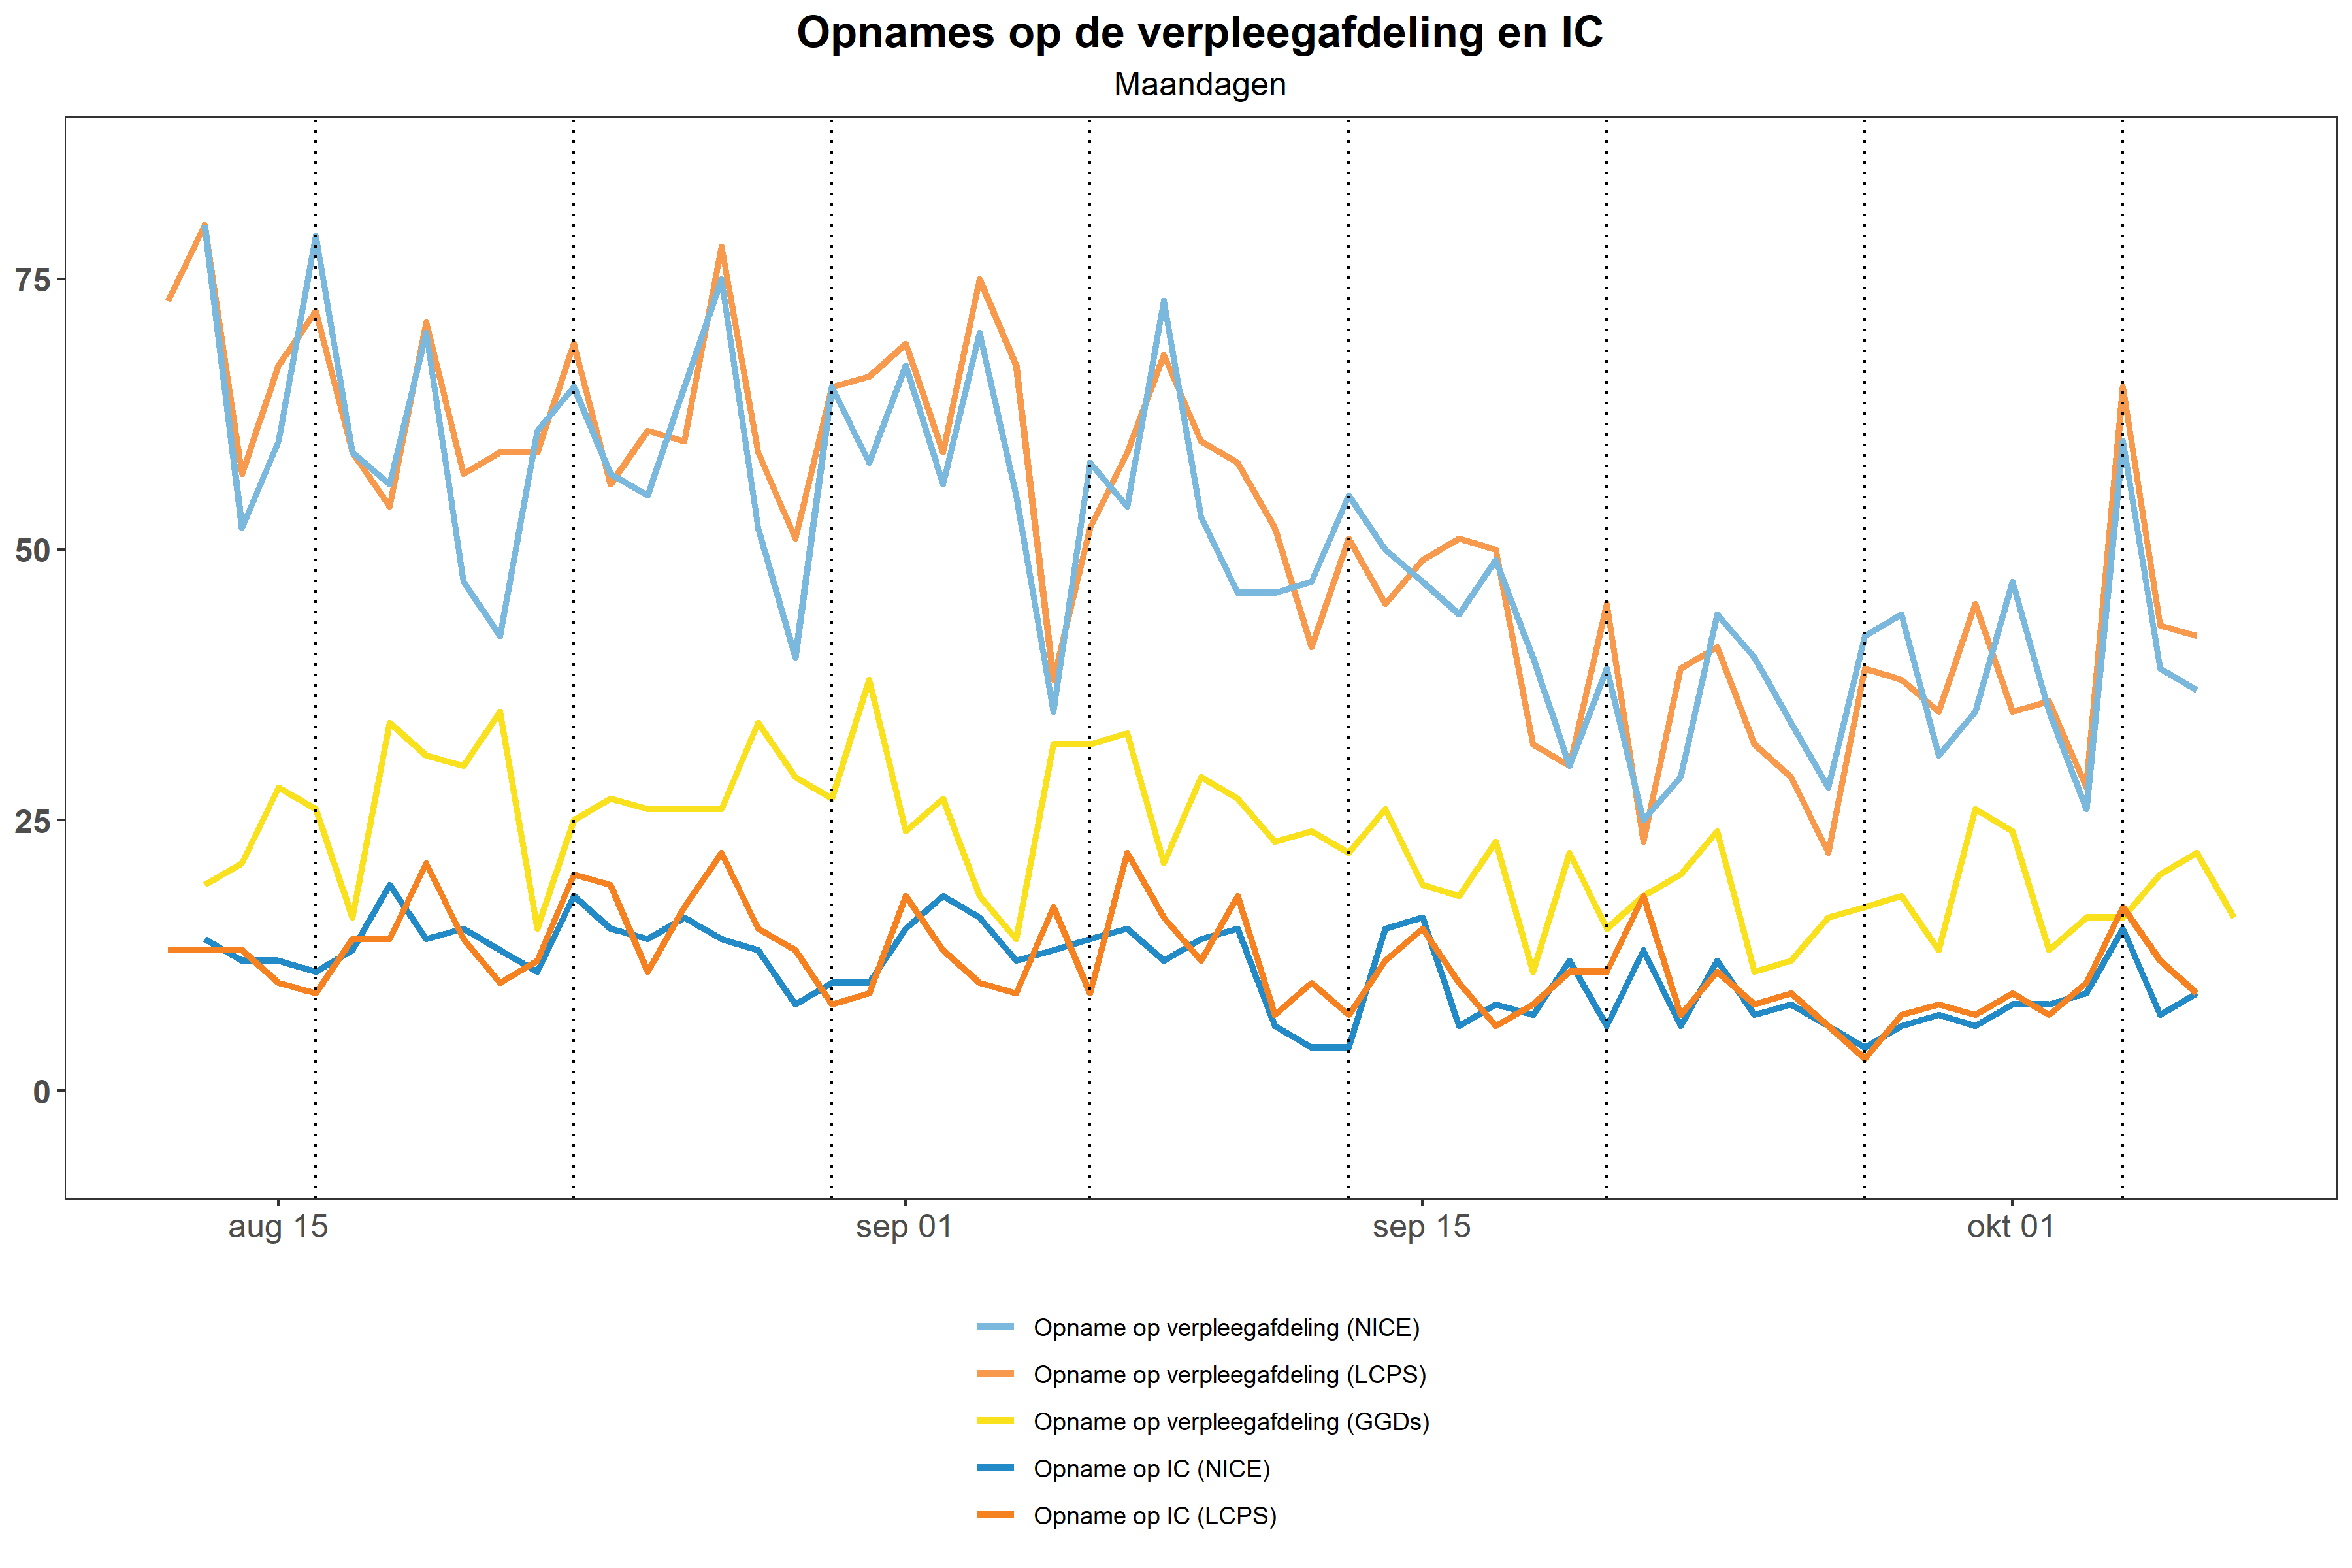 Opnames op de verpleegafdeling en IC
Maandagen
75
50
25
0
aug 15
sep 01
sep 15
okt 01
Opname op verpleegafdeling (NICE)
Opname op verpleegafdeling (LCPS)
Opname op verpleegafdeling (GGDs)
Opname op IC (NICE)
Opname op IC (LCPS)